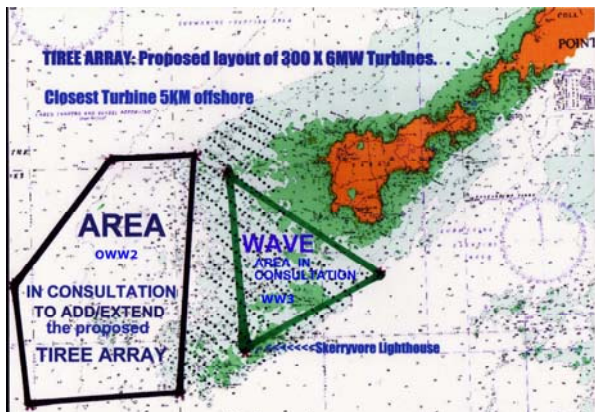 COLL
POINT
TIREE ARRAY: Proposed layout of 300 X 6MW Turbines.
Closest Turbine 5KM offshore
AREA
OWW2
IN CONSULTATION
TO ADD/EXTEND
the proposed
TIREE ARRAY
WAVE
AREA IN
CONSULTATION
WW3
<<<<<<<Skerryvore Lighthouse